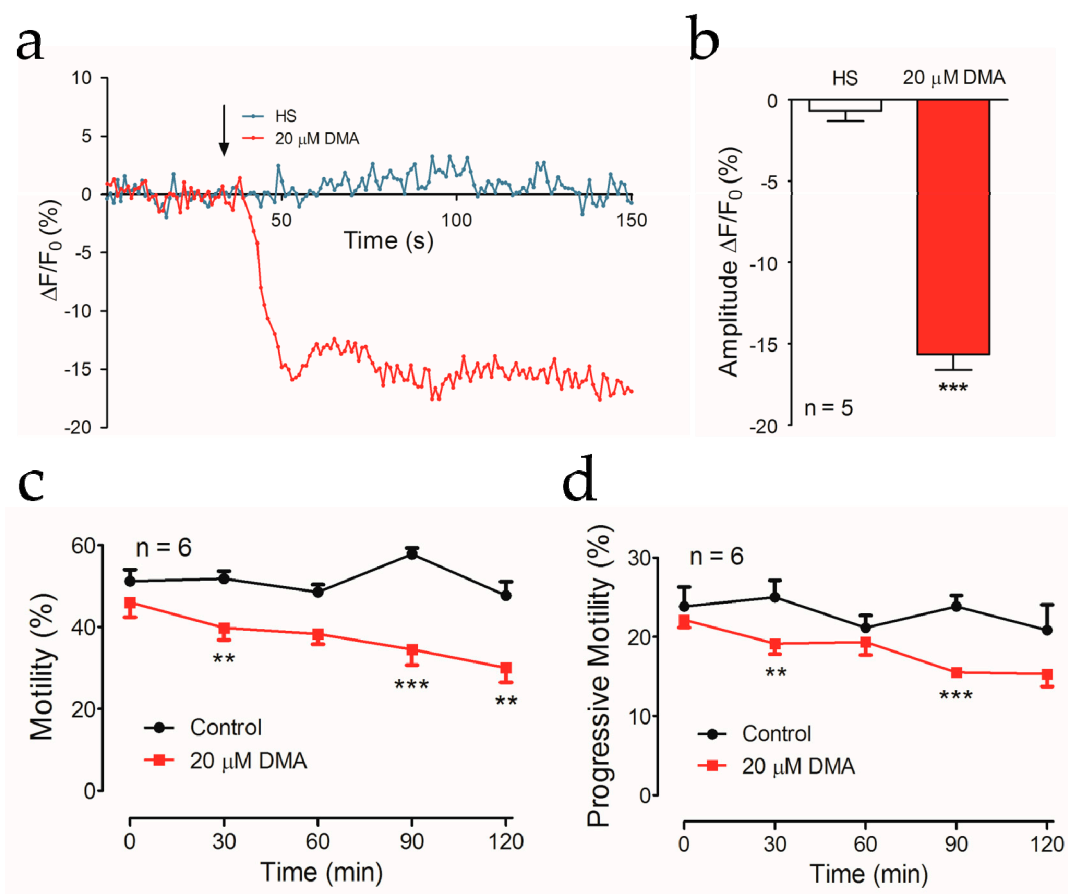 a
10
5
0
-5
-10
-15
-20
ΔF/F0 (%)
HS
20 μM DMA
50
100
150
Time (s)
b
HS
20 μM DMA
0
-5
-10
-15
-20
Amplitude ΔF/F0 (%)
***
n = 5
c
60
40
20
0
Motility (%)
n = 6
**
***
**
Control
20 μM DMA
0
30
60
90
120
Time (min)
d
30
20
10
0
Progressive Motility (%)
n = 6
**
***
Control
20 μM DMA
0
30
60
90
120
Time (min)